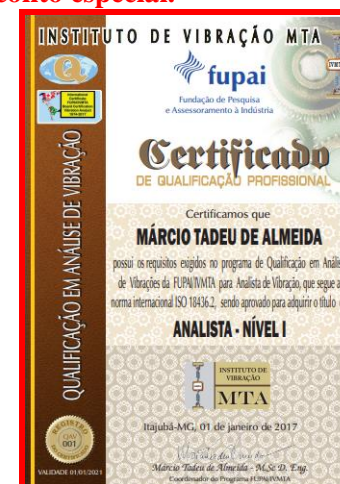 conto especial.
INSTITUTO DE VIBRAÇÃO MTA
fupai
Fundação de Pesquisa
e Assessoramento à Indústria
Certificado
DE QUALIFICAÇÃO PROFISSIONAL
Certificamos que
MÁRCIO TADEU DE ALMEIDA
possui os requisitos exigidos no programa de Qualificação em Anális
de Vibrações da FUPAI/IVMTA para Analista de Vibração, que segue a
norma internacional ISO 18436.2, sendo aprovado para adquirir o título
ANALISTA - NÍVEL I
INSTITUTO DE
VIBRAÇÃO
MTA
Itajubá-MG, 01 de janeiro de 2017
Márcio Tadeu de Almeida - M.Sc D. Eng.
Coordenador do Programa FUPAI/IVMTA
QUALIFICAÇÃO EM ANÁLISE DE VIBRAÇÃO
REGISTRO
QAV
001
VALIDADE 01/01/2021